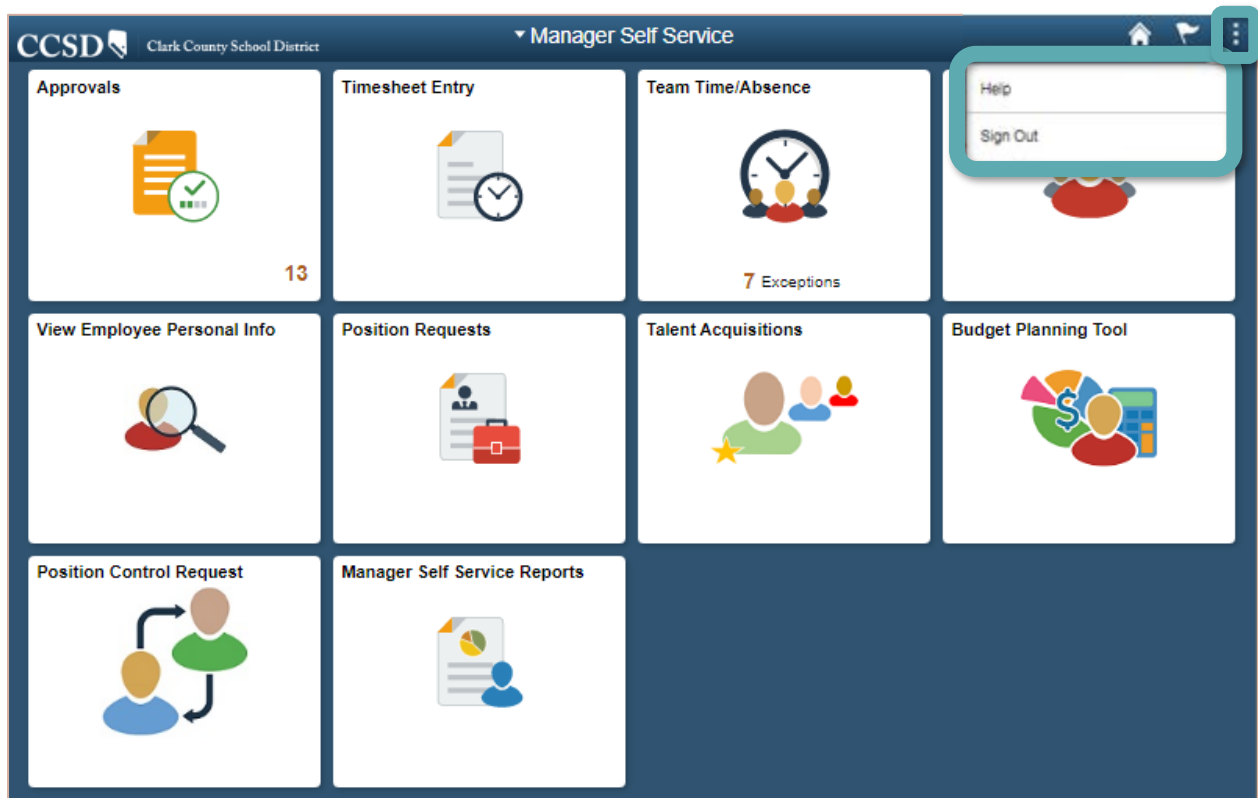 CCSD Clark County School District
Manager Self Service
Approvals
Timesheet Entry
Team Time/Absence
Help
Sign Out
13
7 Exceptions
View Employee Personal Info
Position Requests
Talent Acquisitions
Budget Planning Tool
$
Position Control Request
Manager Self Service Reports